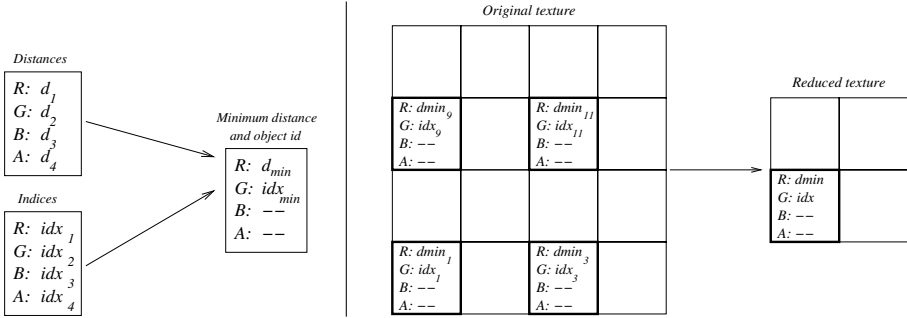 Distances
R: d1
G: d2
B: d3
A: d4
Indices
R: idx1
G: idx2
B: idx3
A: idx4
Minimum distance
and object id
R: dmin
G: idxmin
B: −−
A: −−
Original texture
R: dmin9
G: idx9
B: −−
A: −−
R: dmin11
G: idx11
B: −−
A: −−
R: dmin1
G: idx1
B: −−
A: −−
R: dmin3
G: idx3
B: −−
A: −−
Reduced texture
R: dmin
G: idx
B: −−
A: −−